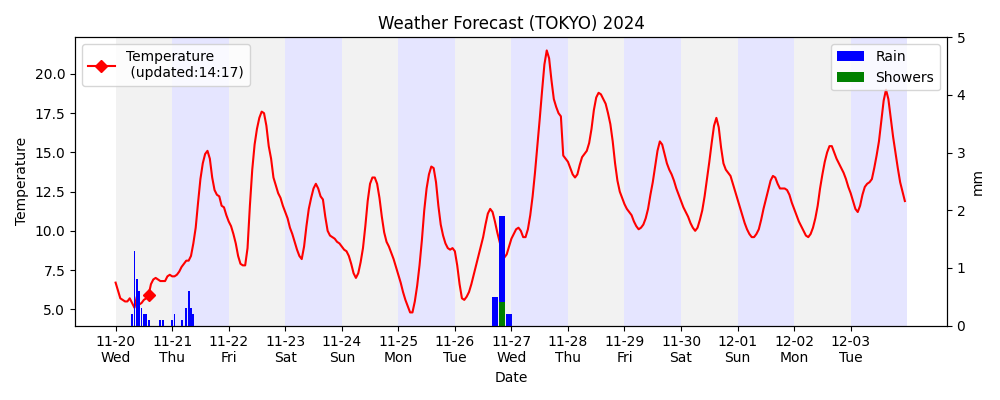 Weather Forecast (TOKYO) 2024
Temperature
(updated:14:17)
Rain
Showers
Temperature
20.0
17.5
15.0
12.5
10.0
7.5
5.0
5
4
3
2
1
0
mm
11-20 11-21 11-22 11-23 11-24 11-25 11-26 11-27 11-28 11-29 11-30 12-01 12-02 12-03
Wed Thu Fri Sat Sun Mon Tue Wed Thu Fri Sat Sun Mon Tue
Date